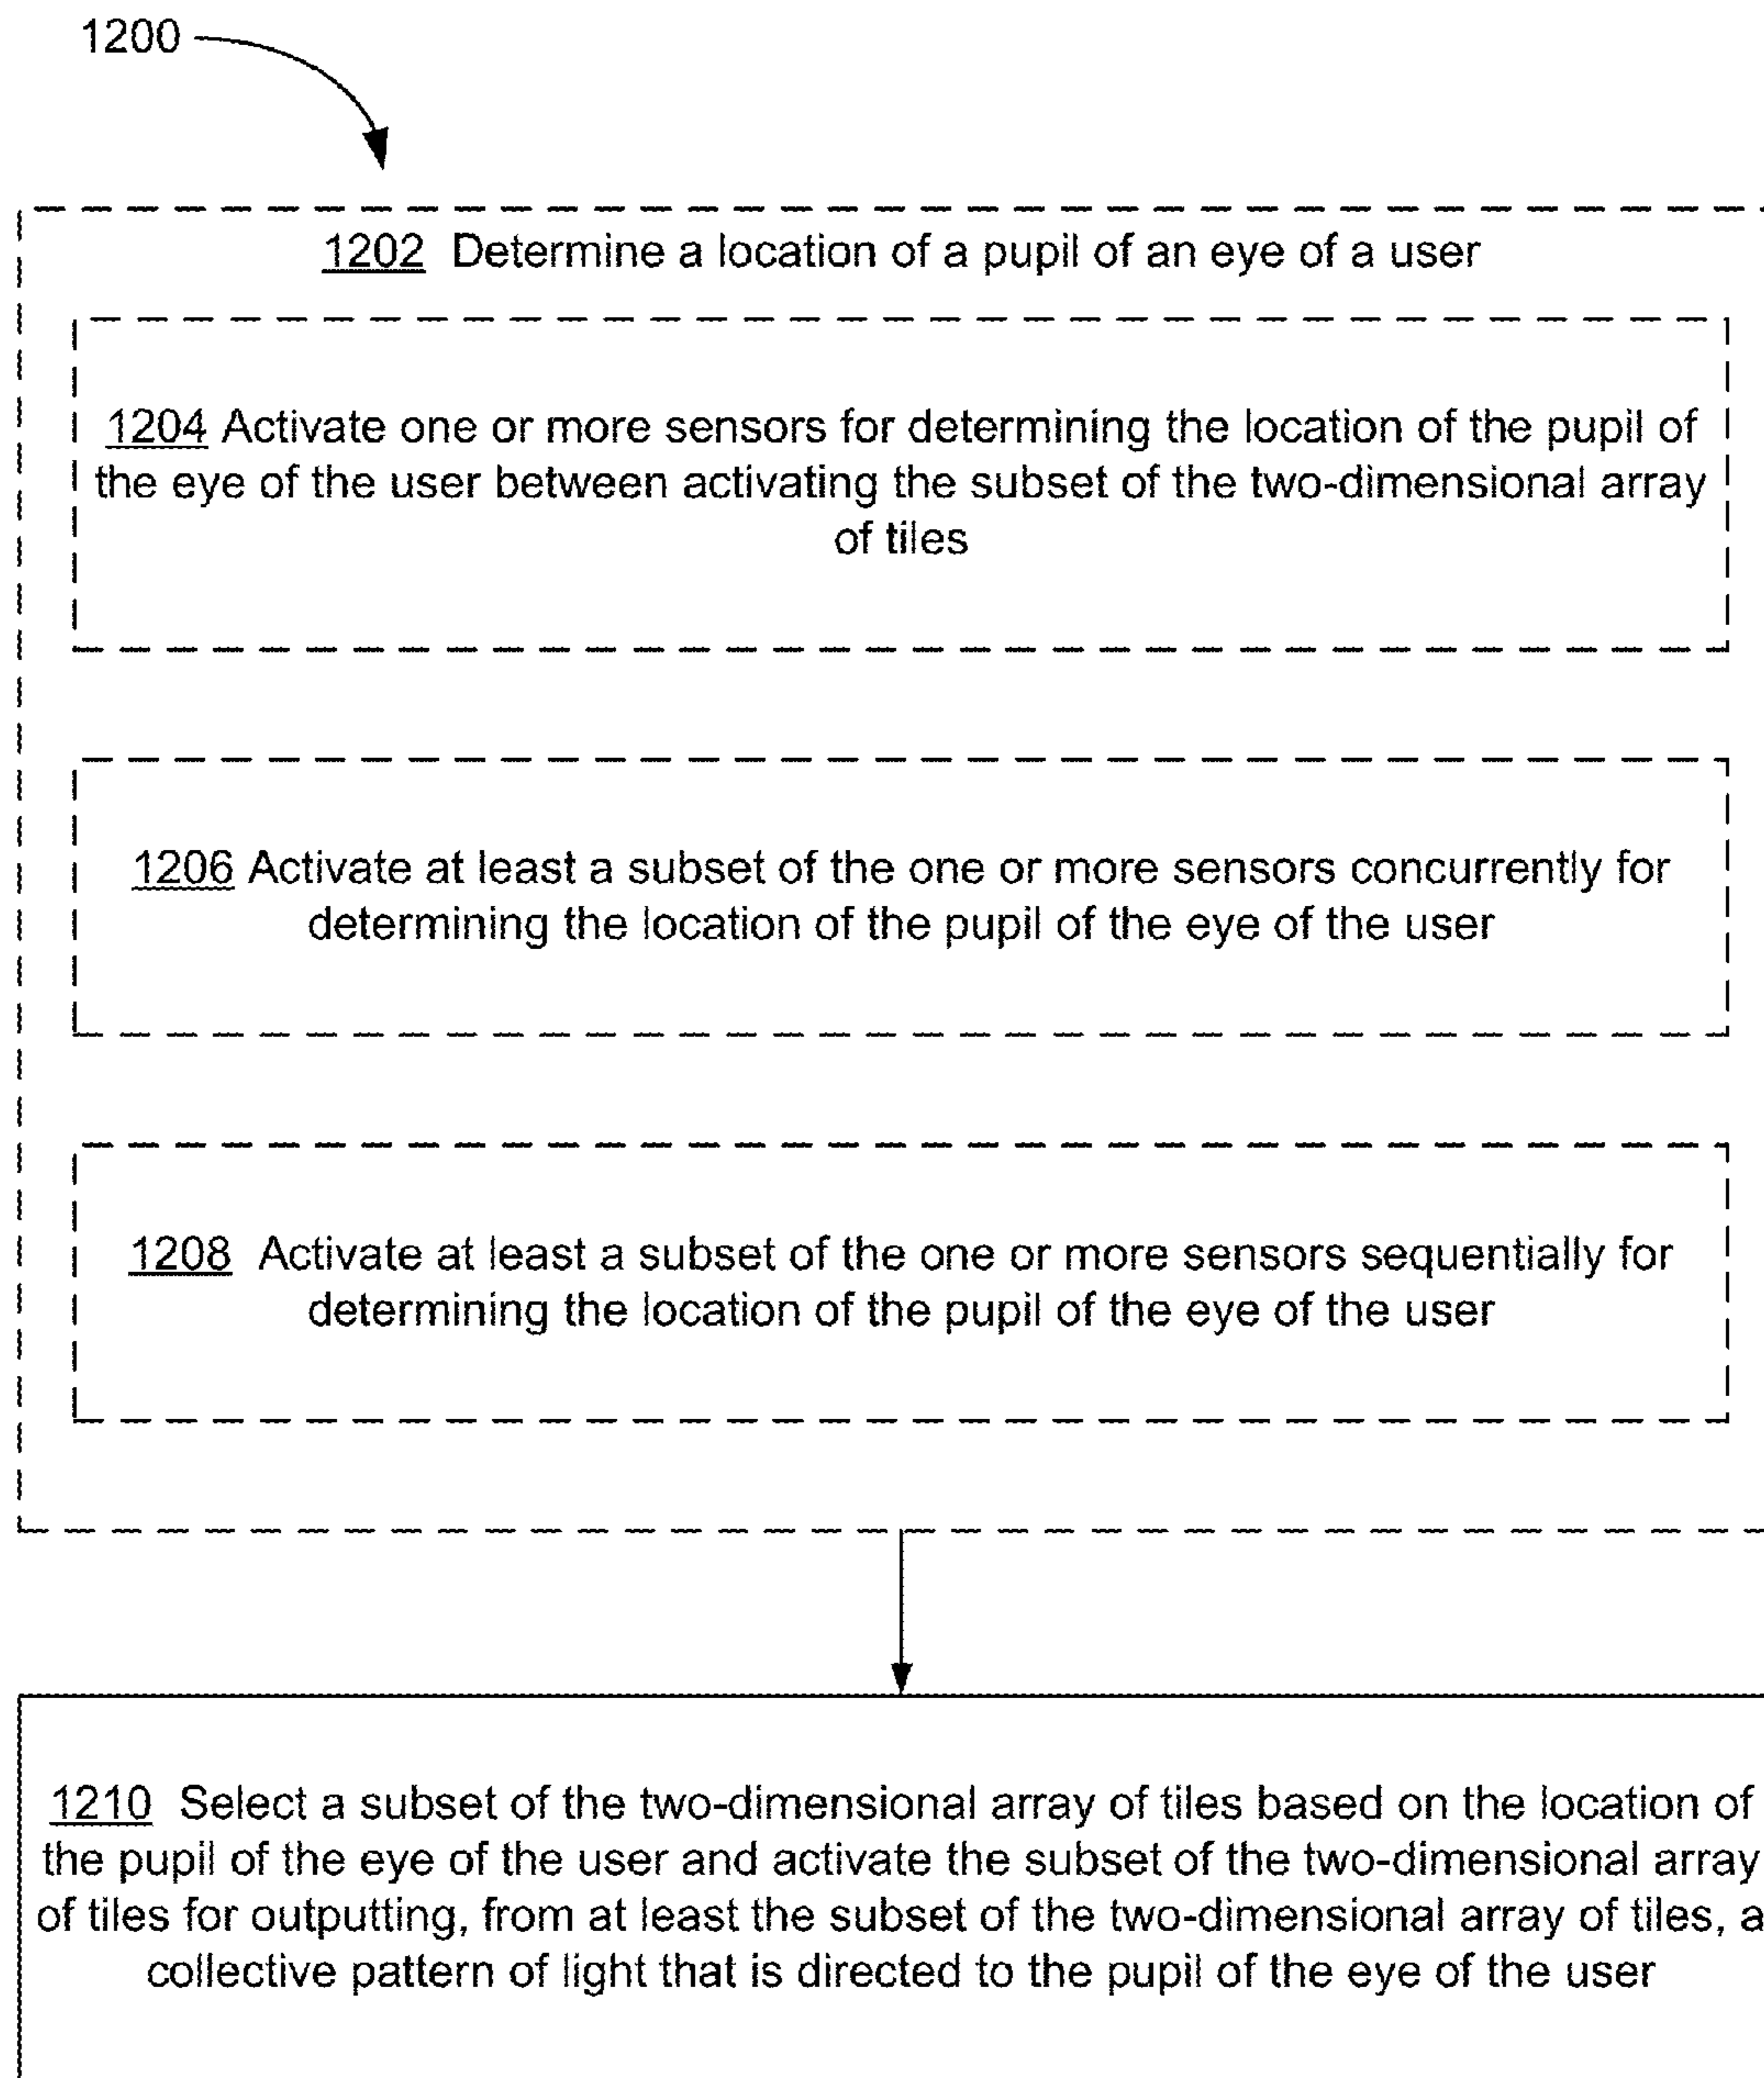 1200
1202 Determine a location of a pupil of an eye of a user
1204 Activate one or more sensors for determining the location of the pupil of
the eye of the user between activating the subset of the two-dimensional array
of tiles
1206 Activate at least a subset of the one or more sensors concurrently for
determining the location of the pupil of the eye of the user
1208 Activate at least a subset of the one or more sensors sequentially for
determining the location of the pupil of the eye of the user
1210 Select a subset of the two-dimensional array of tiles based on the location of
the pupil of the eye of the user and activate the subset of the two-dimensional array
of tiles for outputting, from at least the subset of the two-dimensional array of tiles, a
collective pattern of light that is directed to the pupil of the eye of the user